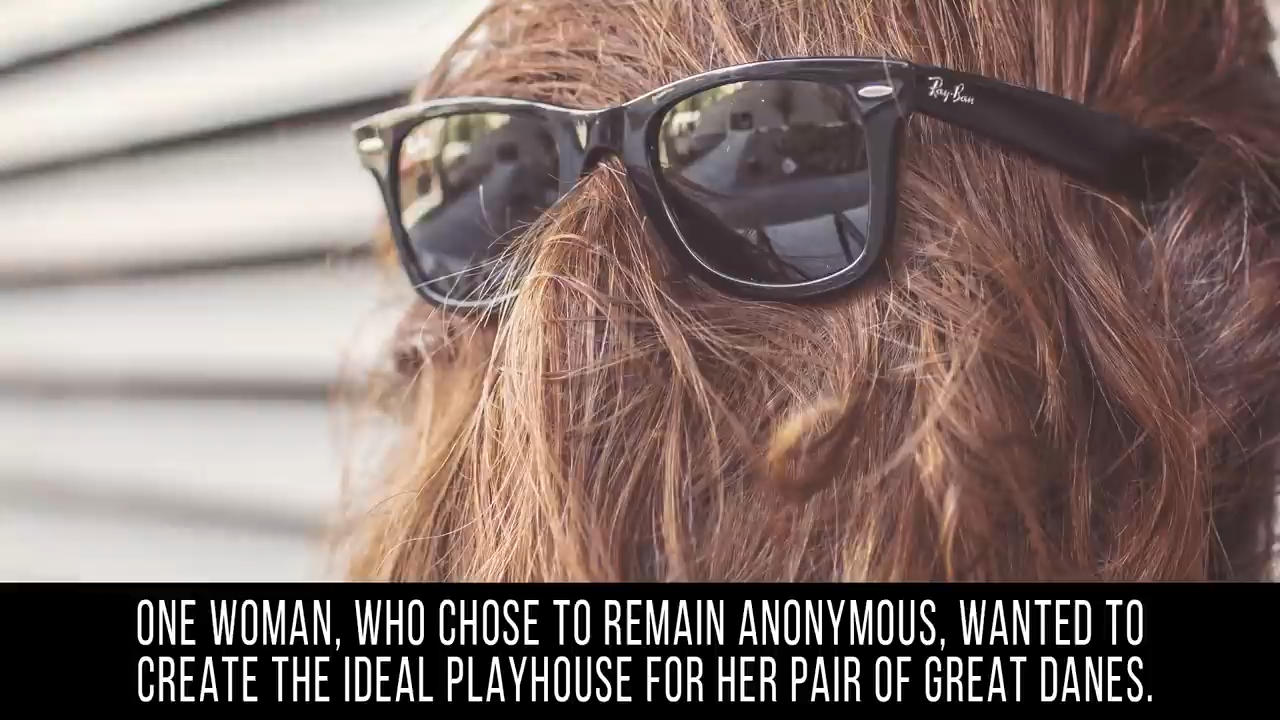 Ray-Ban
ONE WOMAN, WHO CHOSE TO REMAIN ANONYMOUS, WANTED TO
CREATE THE IDEAL PLAYHOUSE FOR HER PAIR OF GREAT DANES.